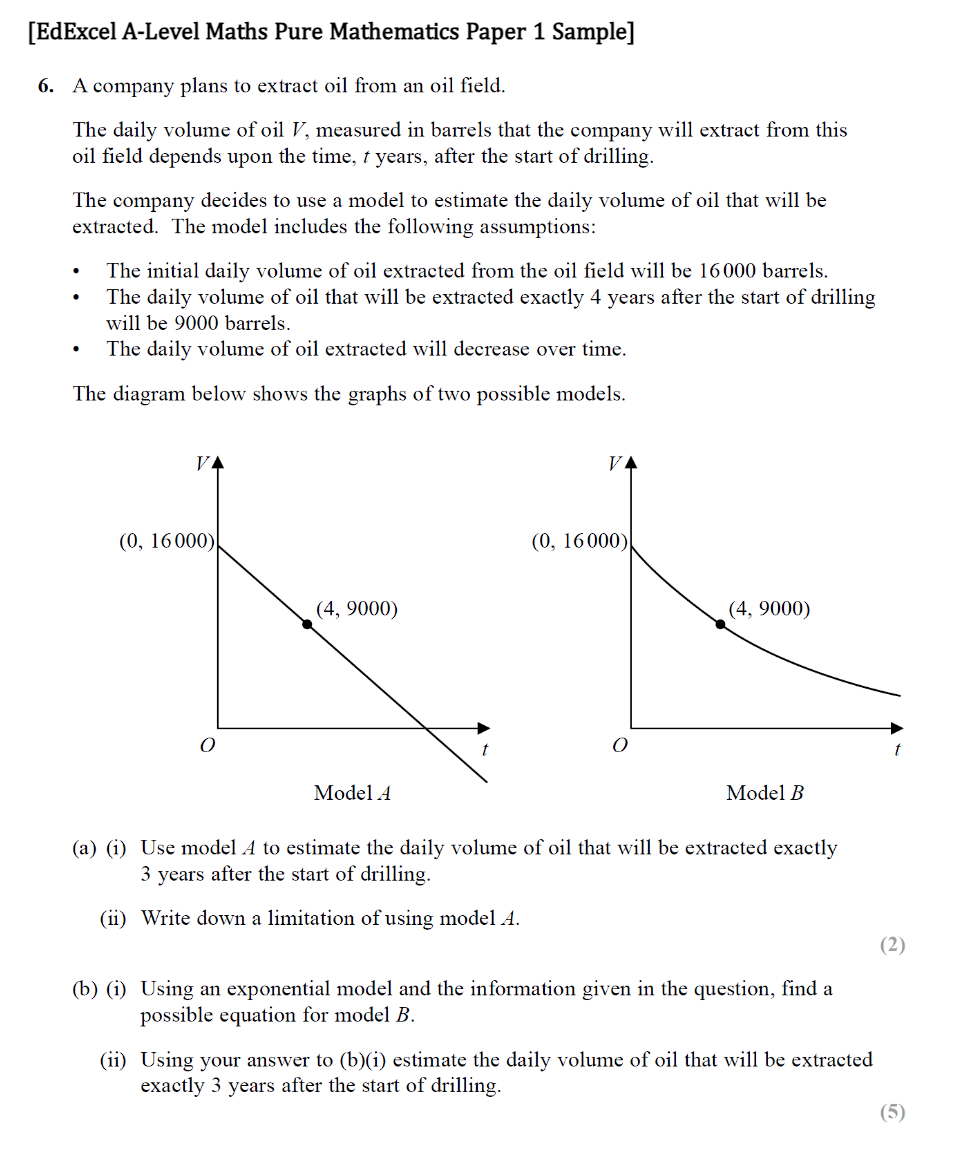 [EdExcel A-Level Maths Pure Mathematics Paper 1 Sample]
6. A company plans to extract oil from an oil field.
The daily volume of oil V, measured in barrels that the company will extract from this
oil field depends upon the time, t years, after the start of drilling.
The company decides to use a model to estimate the daily volume of oil that will be
extracted. The model includes the following assumptions:
• The initial daily volume of oil extracted from the oil field will be 16 000 barrels.
• The daily volume of oil that will be extracted exactly 4 years after the start of drilling
will be 9000 barrels.
• The daily volume of oil extracted will decrease over time.
The diagram below shows the graphs of two possible models.
V
(0, 16 000)
(4, 9000)
O
t
Model A
V
(0, 16 000)
(4, 9000)
O
t
Model B
(a) (i) Use model A to estimate the daily volume of oil that will be extracted exactly
3 years after the start of drilling.
(ii) Write down a limitation of using model A.
(2)
(b) (i) Using an exponential model and the information given in the question, find a
possible equation for model B.
(ii) Using your answer to (b)(i) estimate the daily volume of oil that will be extracted
exactly 3 years after the start of drilling.
(5)